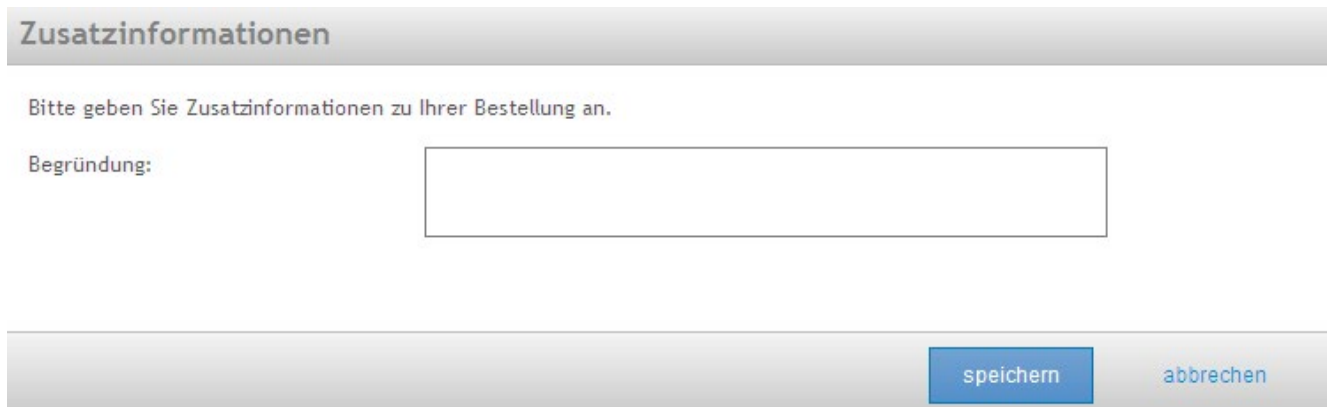 Zusatzinformationen
Bitte geben Sie Zusatzinformationen zu Ihrer Bestellung an.
Begründung:
speichern abbrechen